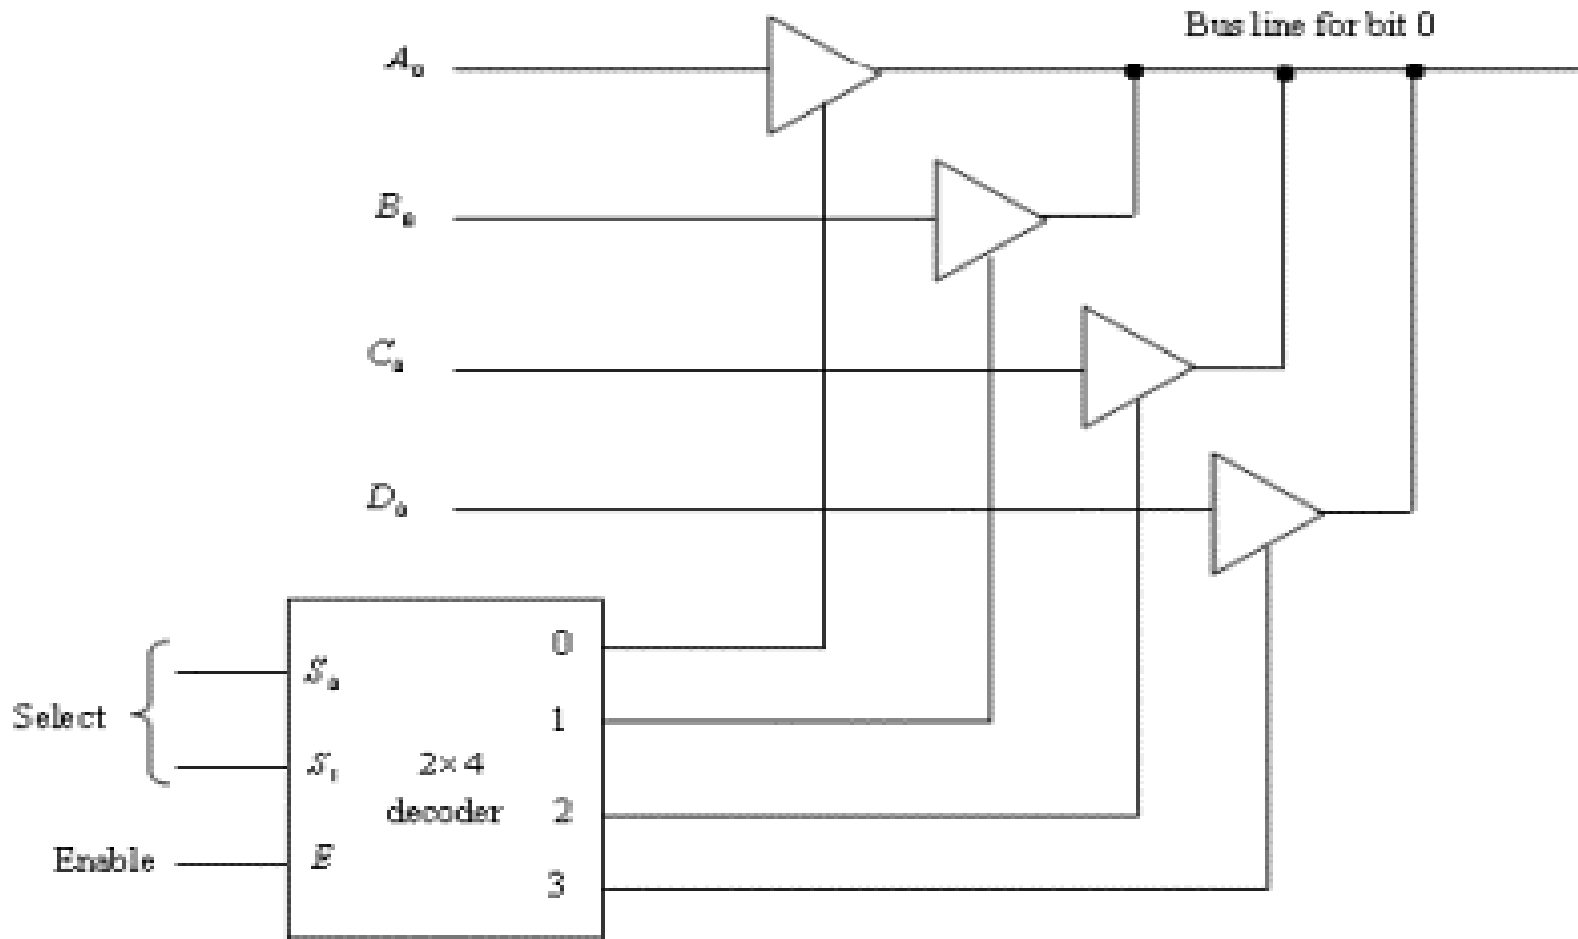 Bus line for bit 0
A₀
B₀
C₀
D₀
Select
S₀
S₁
Enable
E
2×4
decoder
0
1
2
3